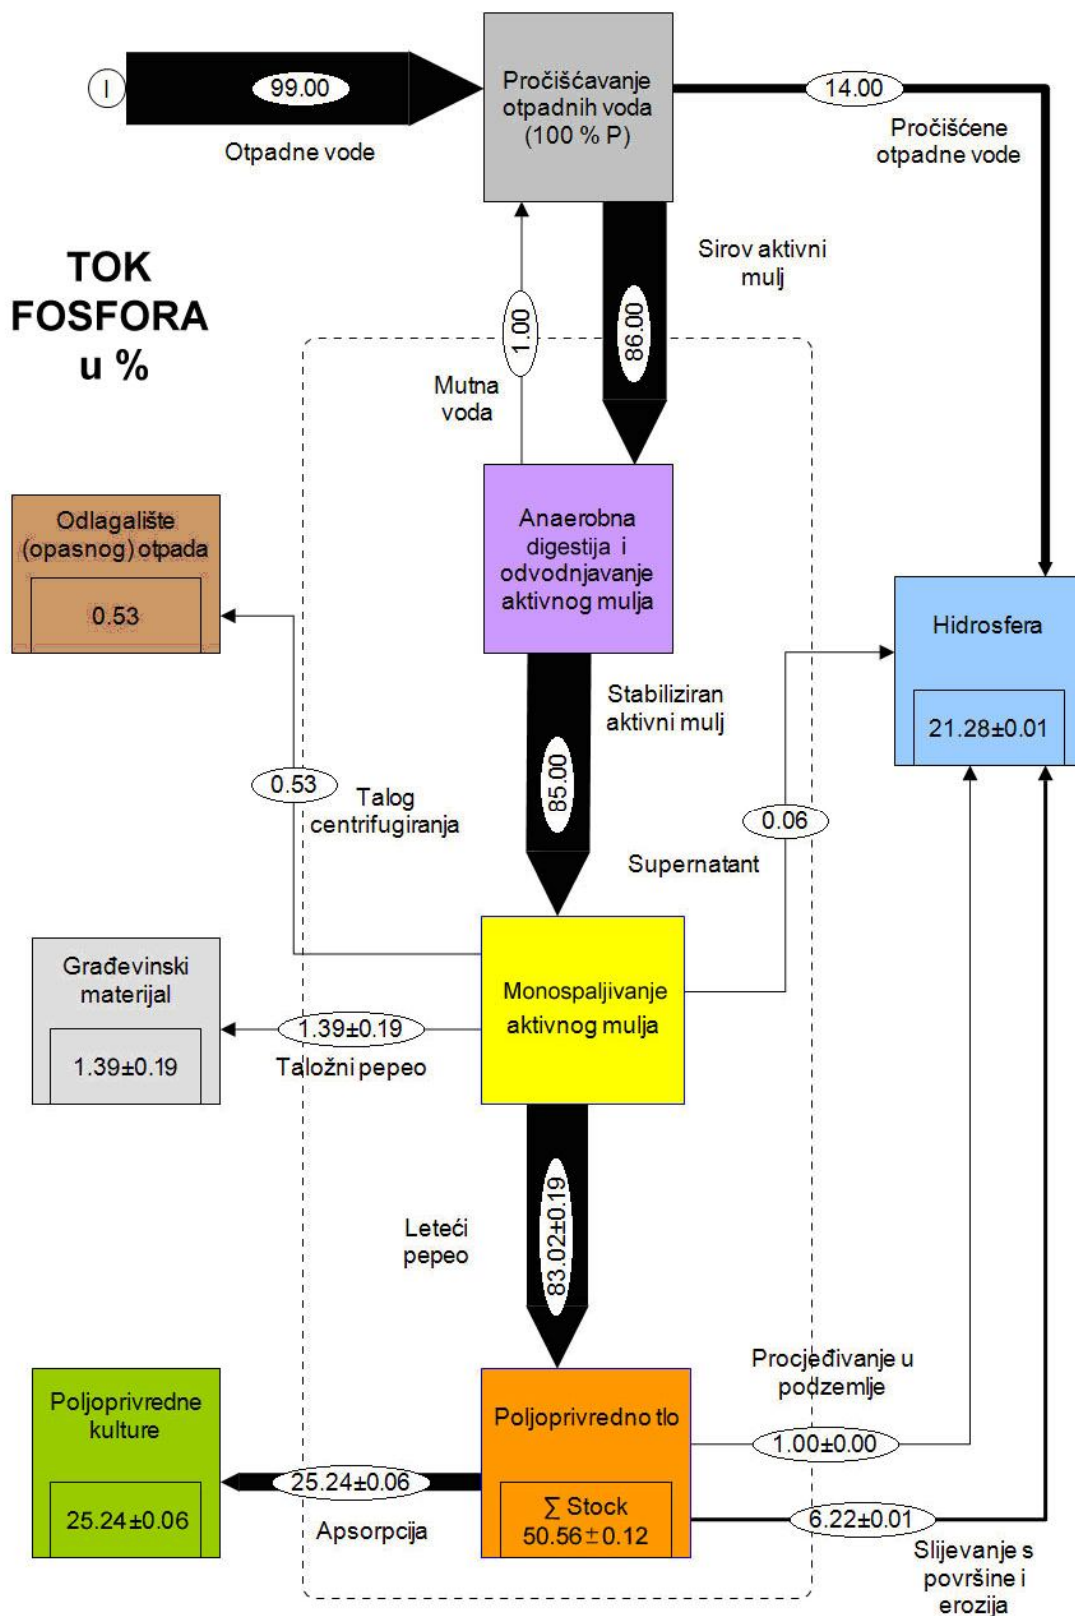 I
99.00
Otpadne vode
Pročišćavanje
otpadnih voda
(100 % P)
14.00
Pročišćene
otpadne vode
TOK
FOSFORA
u %
1.00
Mutna
voda
86.00
Sirov aktivni
mulj
Odlagalište
(opasnog) otpada
0.53
Anaerobna
digestija i
odvodnjavanje
aktivnog mulja
Hidrosfera
21.28±0.01
Stabiliziran
aktivni mulj
85.00
0.53
Talog
centrifugiranja
0.06
Supernatant
Građevinski
materijal
1.39±0.19
1.39±0.19
Taložni pepeo
Monospaljivanje
aktivnog mulja
Leteći
pepeo
83.02±0.19
Poljoprivredne
kulture
25.24±0.06
25.24±0.06
Apsorpcija
Poljoprivredno tlo
∑ Stock
50.56±0.12
Procjeđivanje u
podzemlje
1.00±0.00
6.22±0.01
Slijevanje s
površine i
erozija